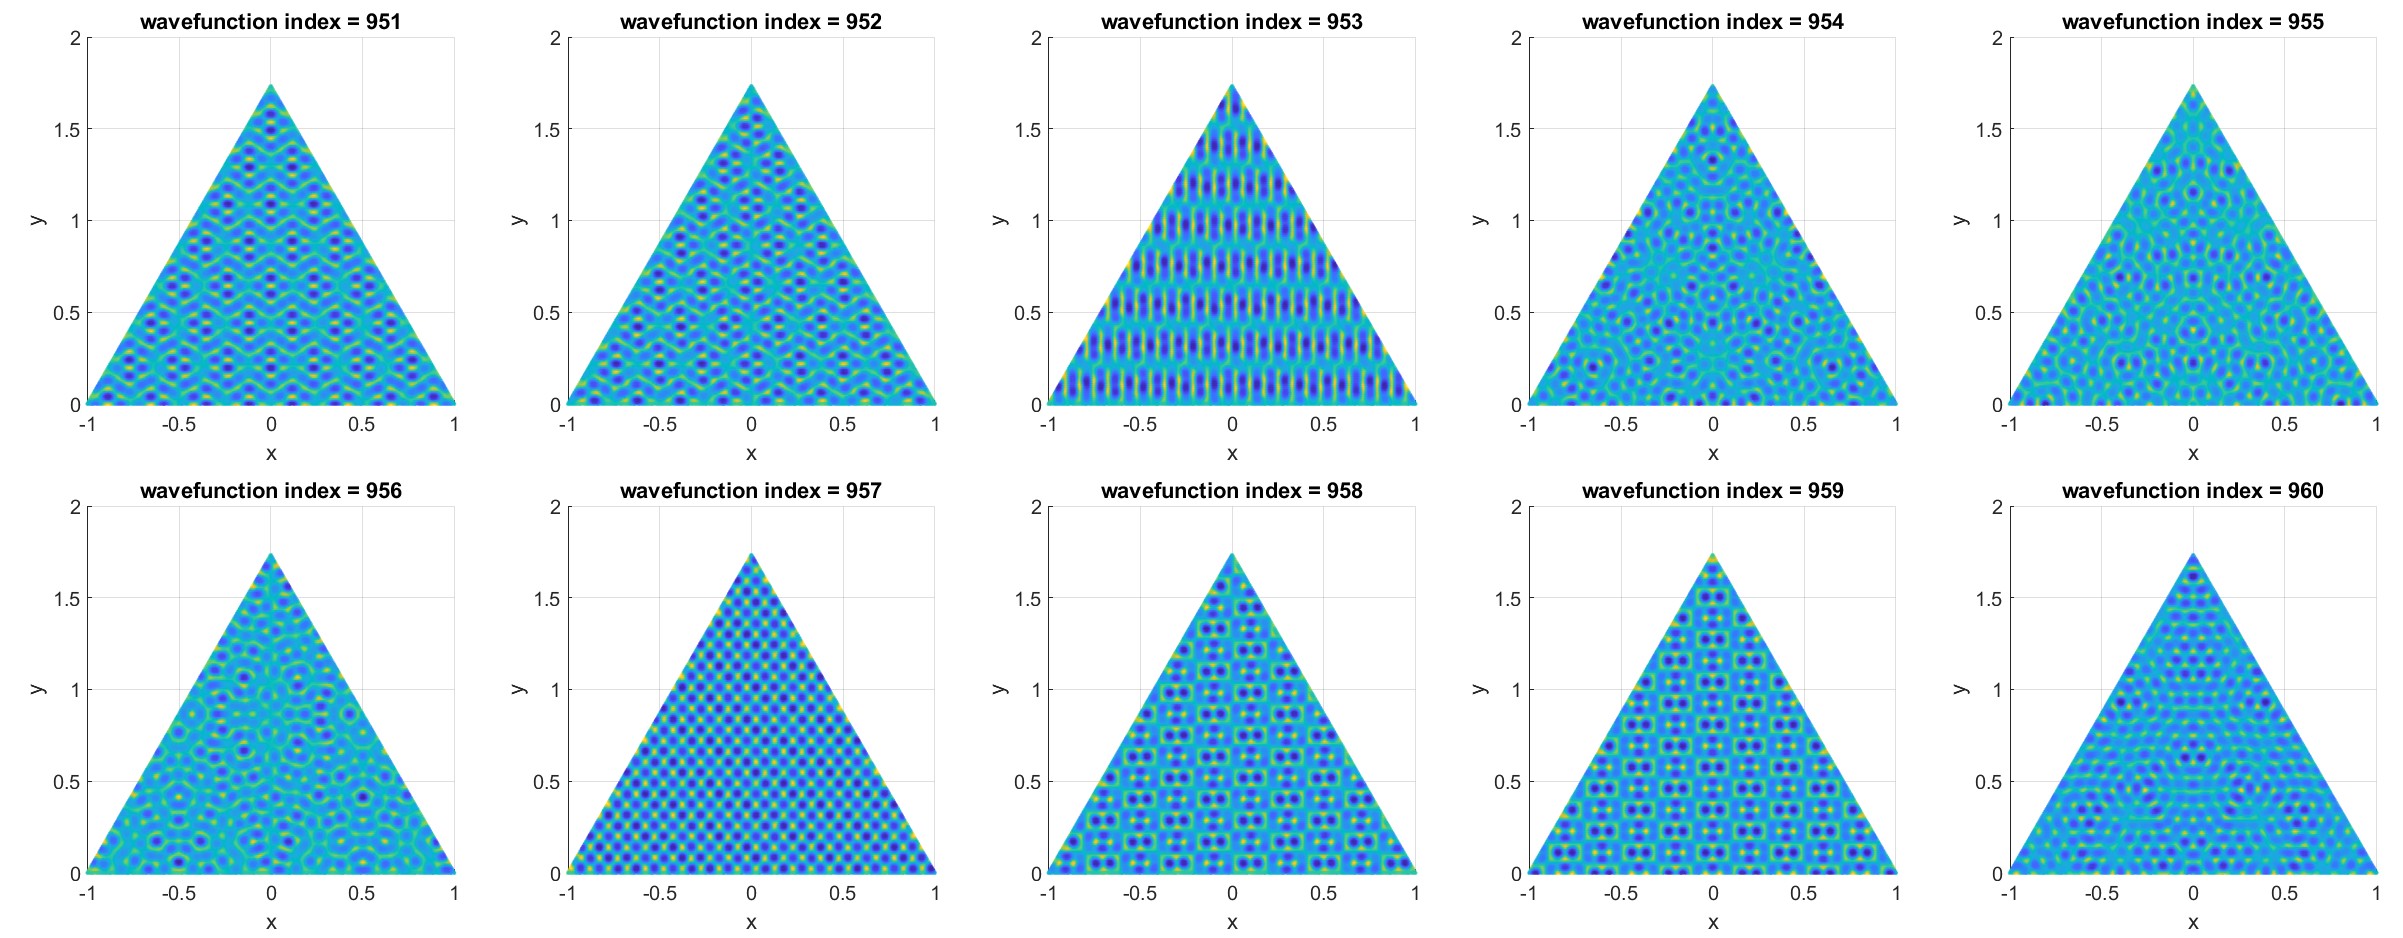 wavefunction index = 951
wavefunction index = 952
wavefunction index = 953
wavefunction index = 954
wavefunction index = 955
2 2 2 2 2
1.5 1.5 1.5 1.5 1.5
y 1 y 1 y 1 y 1 y 1
0.5 0.5 0.5 0.5 0.5
0 0 0 0 0
-1 -0.5 0 0.5 1 -1 -0.5 0 0.5 1 -1 -0.5 0 0.5 1 -1 -0.5 0 0.5 1 -1 -0.5 0 0.5 1
x x x x x
wavefunction index = 956
wavefunction index = 957
wavefunction index = 958
wavefunction index = 959
wavefunction index = 960
2 2 2 2 2
1.5 1.5 1.5 1.5 1.5
y 1 y 1 y 1 y 1 y 1
0.5 0.5 0.5 0.5 0.5
0 0 0 0 0
-1 -0.5 0 0.5 1 -1 -0.5 0 0.5 1 -1 -0.5 0 0.5 1 -1 -0.5 0 0.5 1 -1 -0.5 0 0.5 1
x x x x x